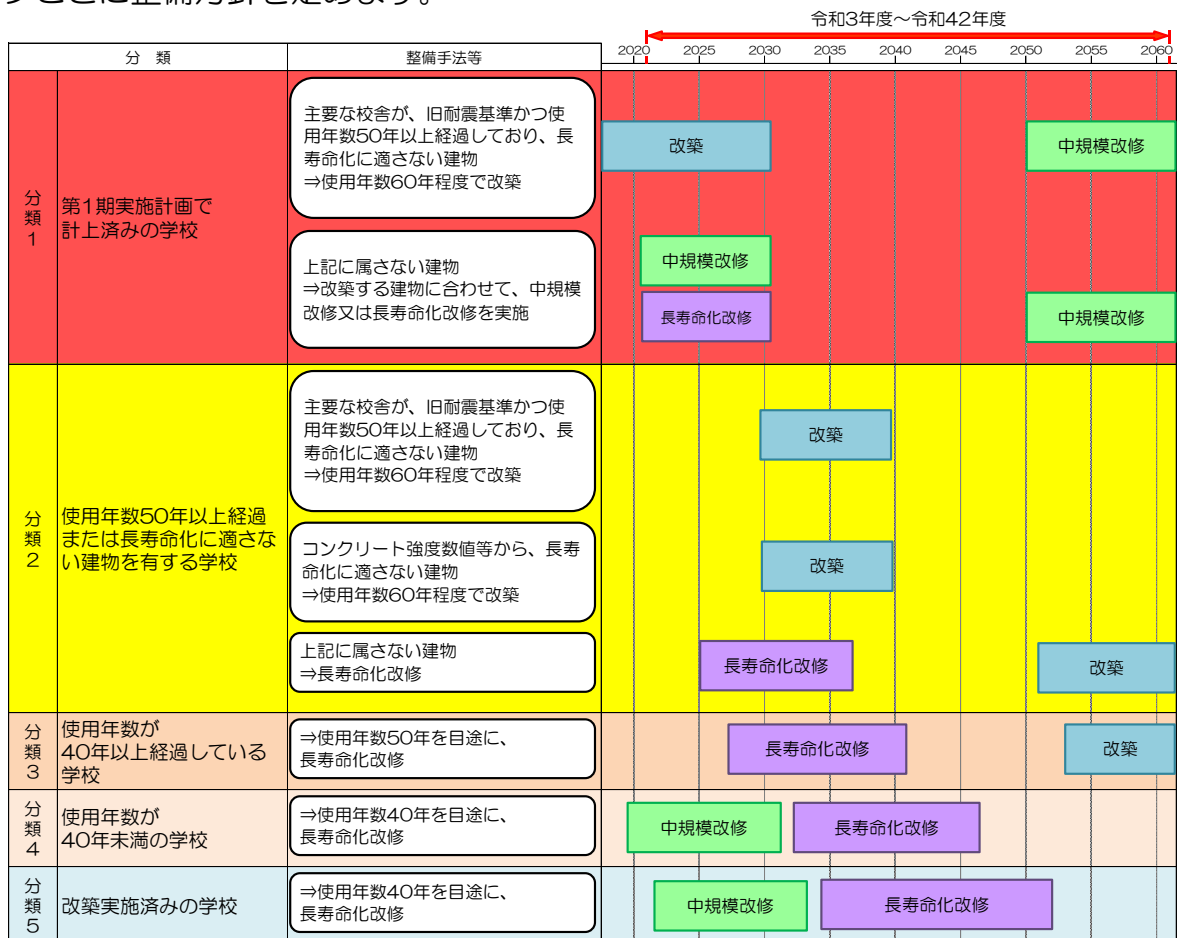 令和3年度～令和42年度
分　類
整備手法等
2020 2025 2030 2035 2040 2045 2050 2055 2060
分類1
第1期実施計画で
計上済みの学校
主要な校舎が、旧耐震基準かつ使
用年数50年以上経過しており、長
寿命化に適さない建物
⇒使用年数60年程度で改築
改築
中規模改修
上記に属さない建物
⇒改築する建物に合わせて、中規模
改修又は長寿命化改修を実施
中規模改修
長寿命化改修
中規模改修
分類2
使用年数50年以上経過
または長寿命化に適さな
い建物を有する学校
主要な校舎が、旧耐震基準かつ使
用年数50年以上経過しており、長
寿命化に適さない建物
⇒使用年数60年程度で改築
改築
コンクリート強度数値等から、長寿
命化に適さない建物
⇒使用年数60年程度で改築
改築
上記に属さない建物
⇒長寿命化改修
長寿命化改修
改築
分類3
使用年数が
40年以上経過している
学校
⇒使用年数50年を目途に、
長寿命化改修
長寿命化改修
改築
分類4
使用年数が
40年未満の学校
⇒使用年数40年を目途に、
長寿命化改修
中規模改修
長寿命化改修
分類5
改築実施済みの学校
⇒使用年数40年を目途に、
長寿命化改修
中規模改修
長寿命化改修